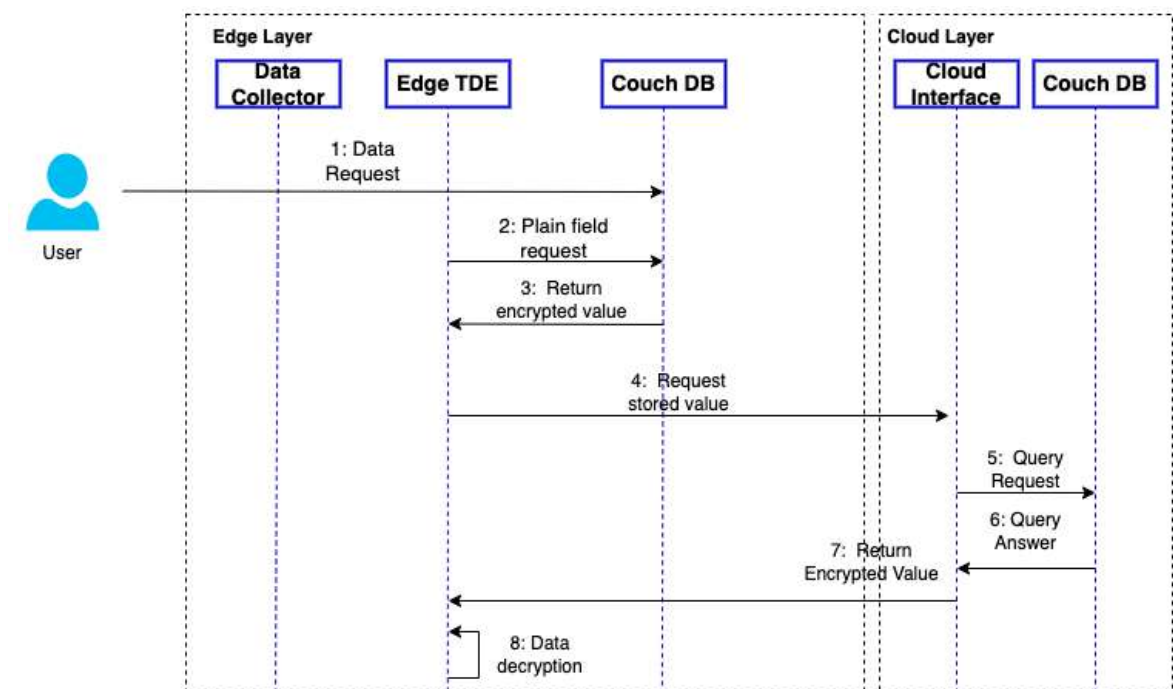 Edge Layer
Cloud Layer
Data
Collector
Edge TDE
Couch DB
Cloud
Interface
Couch DB
1: Data
Request
User
2: Plain field
request
3: Return
encrypted value
4: Request
stored value
5: Query
Request
6: Query
Answer
7: Return
Encrypted Value
8: Data
decryption